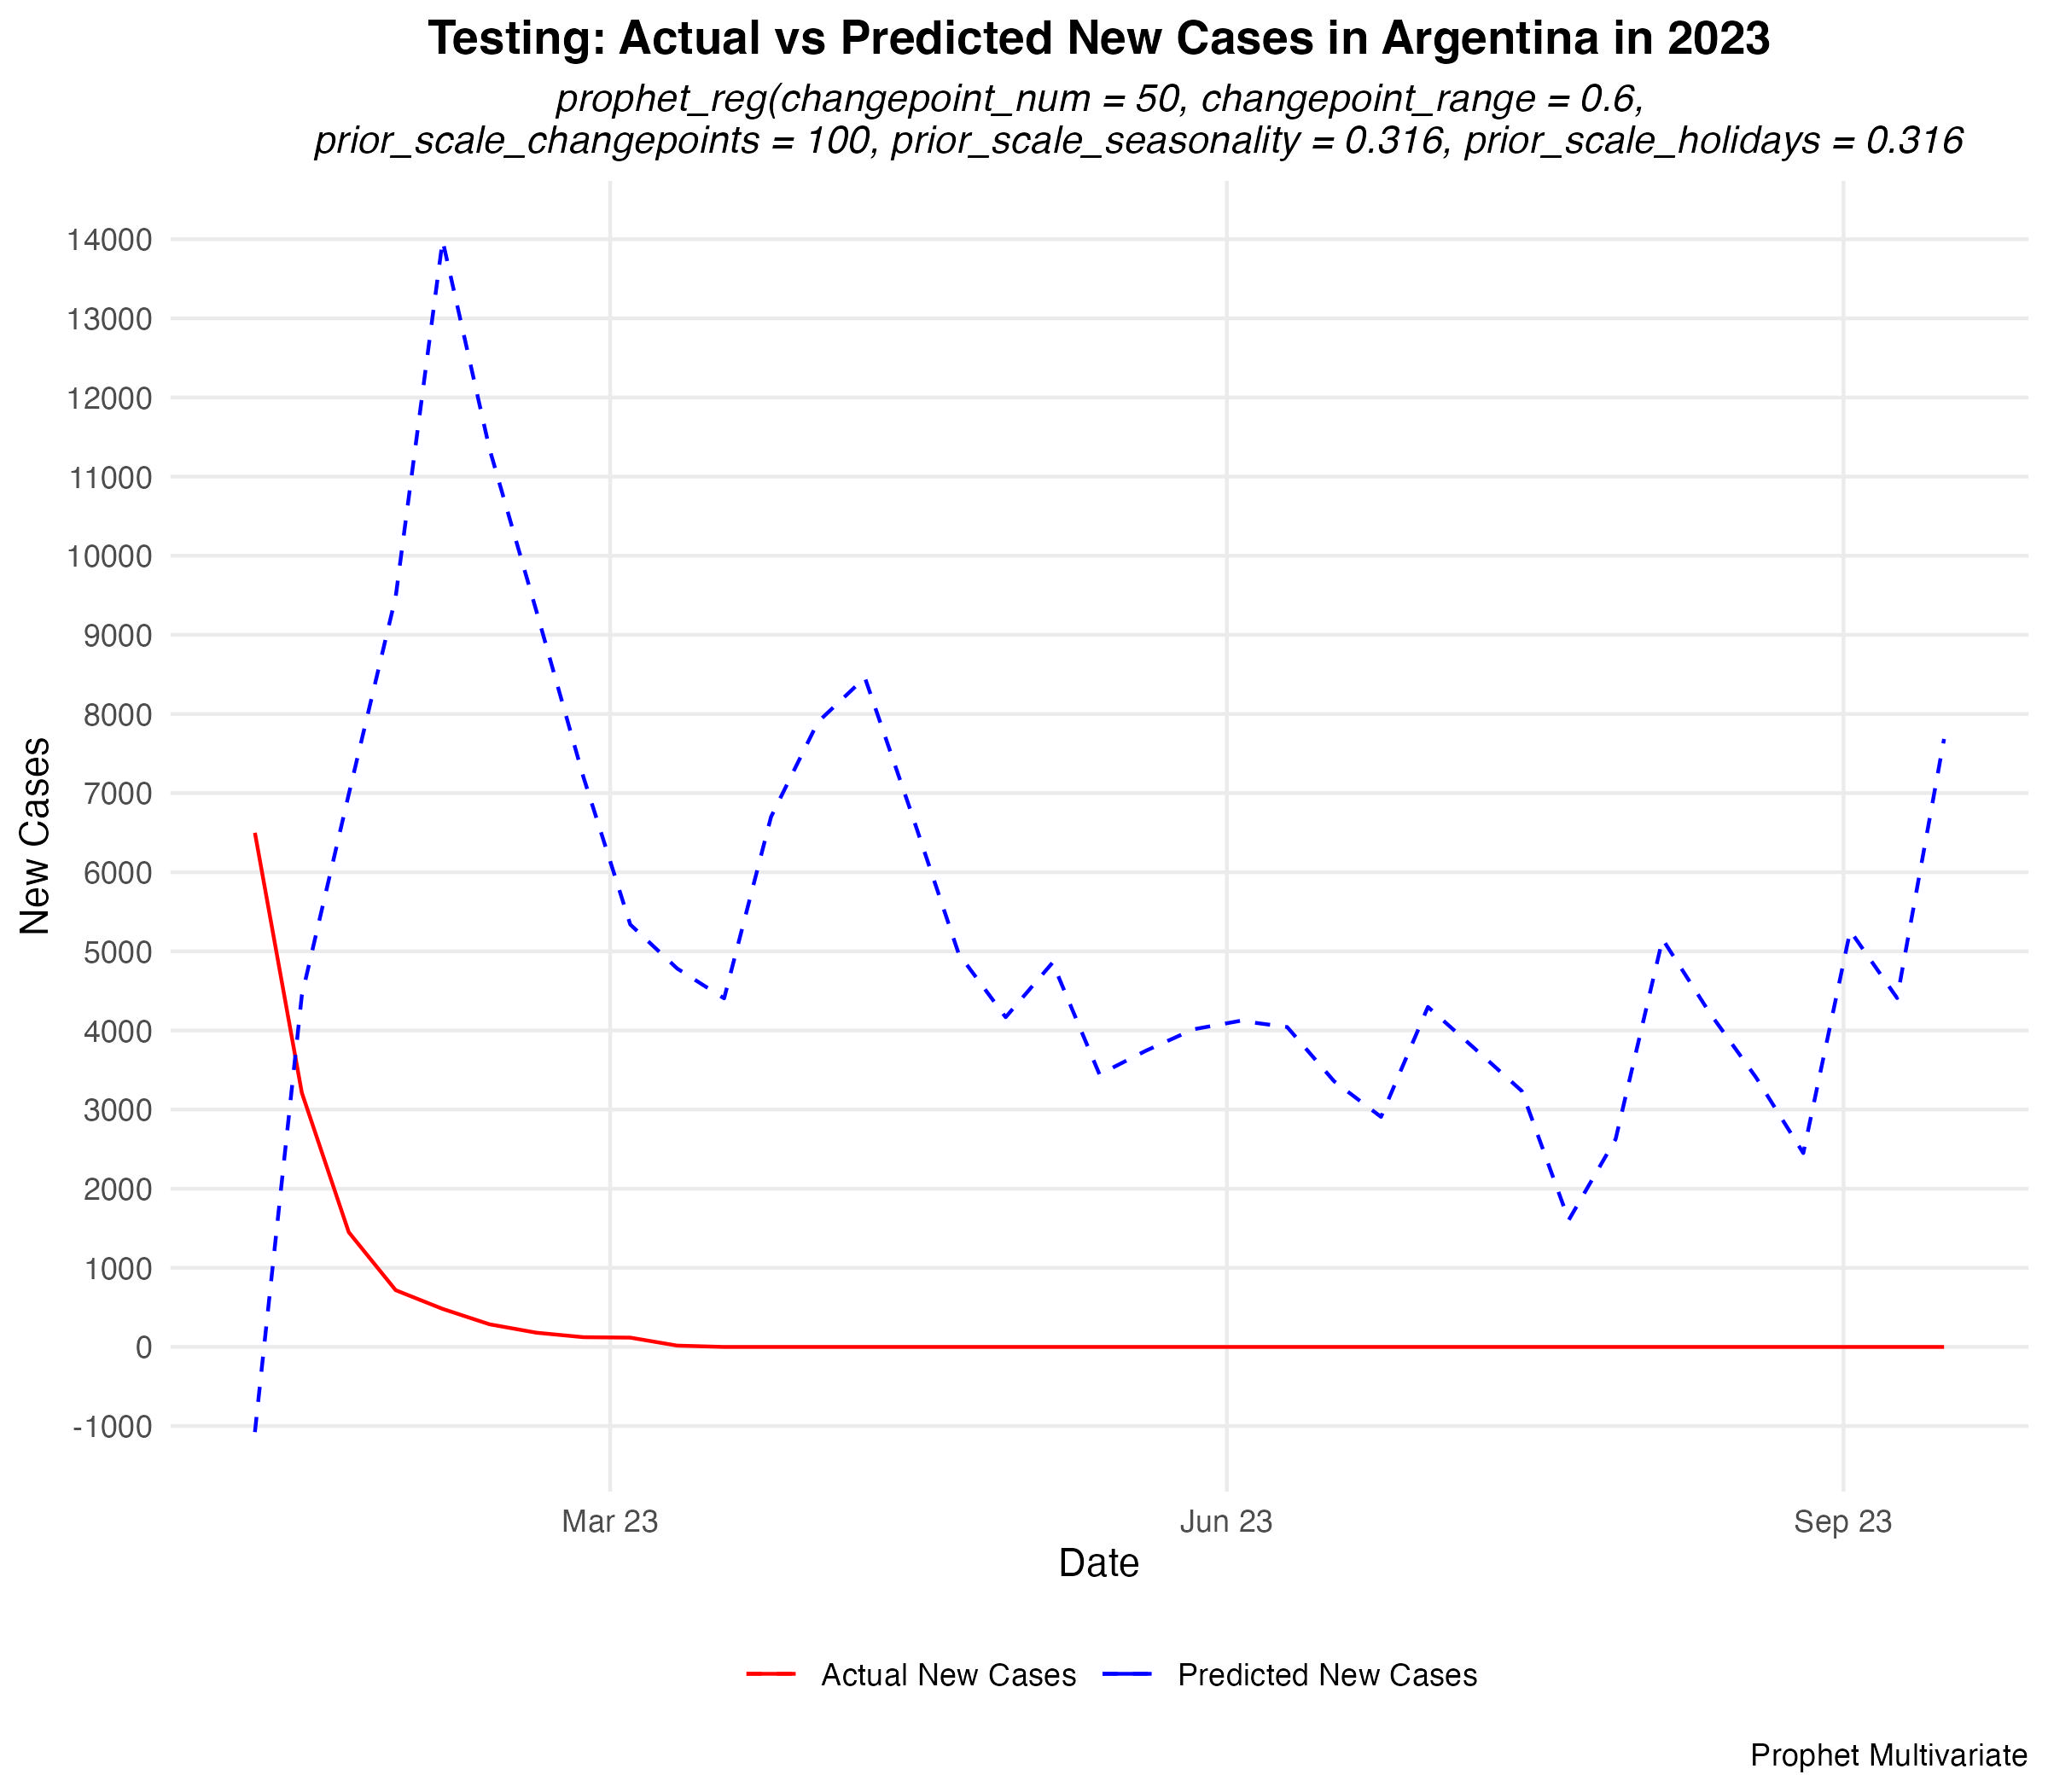 Testing: Actual vs Predicted New Cases in Argentina in 2023
prophet_reg(changepoint_num = 50, changepoint_range = 0.6,
prior_scale_changepoints = 100, prior_scale_seasonality = 0.316, prior_scale_holidays = 0.316
New Cases
14000
13000
12000
11000
10000
9000
8000
7000
6000
5000
4000
3000
2000
1000
0
-1000
Mar 23
Jun 23
Sep 23
Date
Actual New Cases
Predicted New Cases
Prophet Multivariate